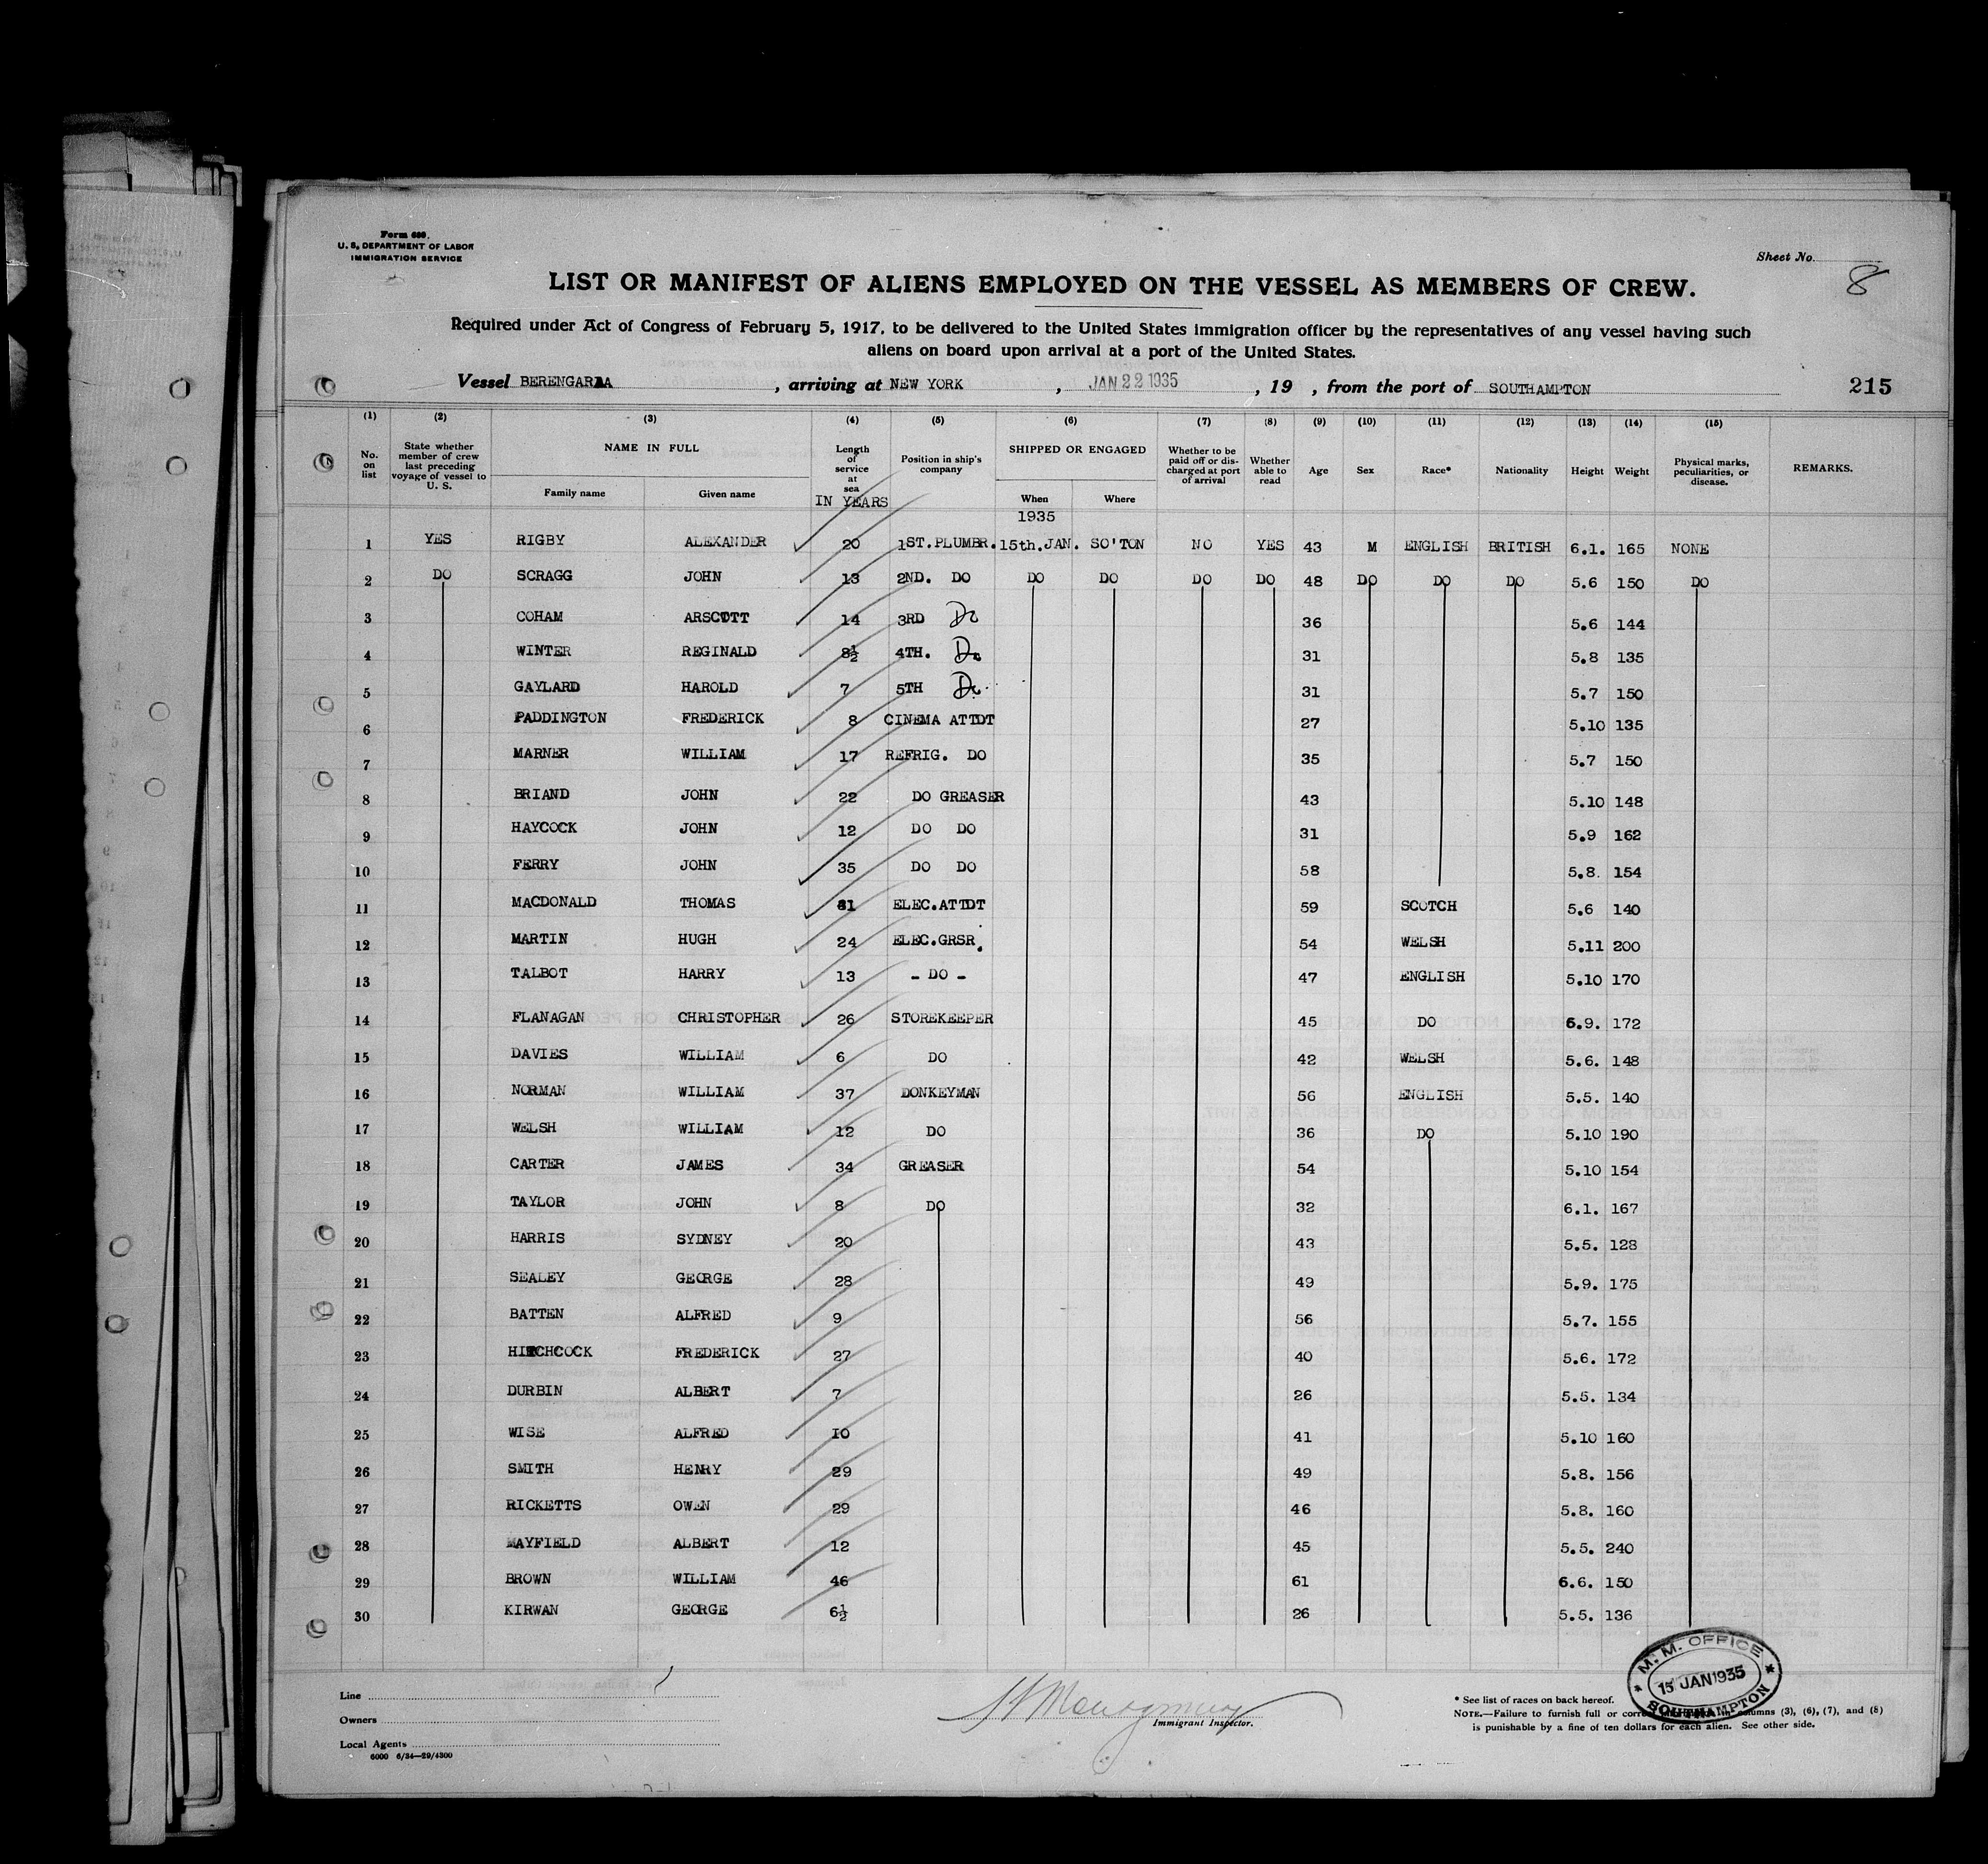 Form 689.
U. S. DEPARTMENT OF LABOR
IMMIGRATION SERVICE
Sheet No. 8
LIST OR MANIFEST OF ALIENS EMPLOYED ON THE VESSEL AS MEMBERS OF CREW.
Required under Act of Congress of February 5, 1917, to be delivered to the United States immigration officer by the representatives of any vessel having such
aliens on board upon arrival at a port of the United States.
Vessel BERENGARIA , arriving at NEW YORK , JAN 22 1935 , 19 , from the port of SOUTHAMPTON 215
(1) (2) (3) (4) (5) (6) (7) (8) (9) (10) (11) (12) (13) (14) (15)
No. on list State whether member of crew last preceding voyage of vessel to U. S. NAME IN FULL Family name Given name Length of service at sea IN YEARS Position in ship's company SHIPPED OR ENGAGED When Where Whether to be paid off or discharged at port of arrival Whether able to read Age Sex Race* Nationality Height Weight Physical marks, peculiarities, or disease. REMARKS.
1935
1 YES RIGBY ALEXANDER 20 1ST.PLUMBR. 15th.JAN. SO'TON NO YES 43 M ENGLISH BRITISH 6.1. 165 NONE
2 DO SCRAGG JOHN 13 2ND. DO DO DO DO DO 48 DO DO DO 5.6 150 DO
3 COHAM ARSCOTT 14 3RD Do 36 5.6 144
4 WINTER REGINALD 8½ 4TH. Do 31 5.8 135
5 GAYLARD HAROLD 7 5TH Do. 31 5.7 150
6 PADDINGTON FREDERICK 8 CINEMA ATTDT 27 5.10 135
7 MARNER WILLIAM 17 REFRIG. DO 35 5.7 150
8 BRIAND JOHN 22 DO GREASER 43 5.10 148
9 HAYCOCK JOHN 12 DO DO 31 5.9 162
10 FERRY JOHN 35 DO DO 58 5.8. 154
11 MACDONALD THOMAS ELEC.ATTDT 59 SCOTCH 5.6 140
12 MARTIN HUGH 24 ELEC.GRSR. 54 WELSH 5.11 200
13 TALBOT HARRY 13 - DO - 47 ENGLISH 5.10 170
14 FLANAGAN CHRISTOPHER 26 STOREKEEPER 45 DO 6.9. 172
15 DAVIES WILLIAM 6 DO 42 WELSH 5.6. 148
16 NORMAN WILLIAM 37 DONKEYMAN 56 ENGLISH 5.5. 140
17 WELSH WILLIAM 12 DO 36 DO 5.10 190
18 CARTER JAMES 34 GREASER 54 5.10 154
19 TAYLOR JOHN 8 DO 32 6.1. 167
20 HARRIS SYDNEY 20 43 5.5. 128
21 SEALEY GEORGE 28 49 5.9. 175
22 BATTEN ALFRED 9 56 5.7. 155
23 HITCHCOCK FREDERICK 27 40 5.6. 172
24 DURBIN ALBERT 7 26 5.5. 134
25 WISE ALFRED 10 41 5.10 160
26 SMITH HENRY 29 49 5.8. 156
27 RICKETTS OWEN 29 46 5.8. 160
28 MAYFIELD ALBERT 12 45 5.5. 240
29 BROWN WILLIAM 46 61 6.6. 150
30 KIRWAN GEORGE 6½ 26 5.5. 136
M. M. OFFICE
15 JAN 1935
SOUTHAMPTON
Line
Owners
Local Agents
6000 6/34—29/4300
H Montgomery
Immigrant Inspector.
* See list of races on back hereof.
NOTE.—Failure to furnish full or correct columns (3), (6), (7), and (8)
is punishable by a fine of ten dollars for each alien. See other side.